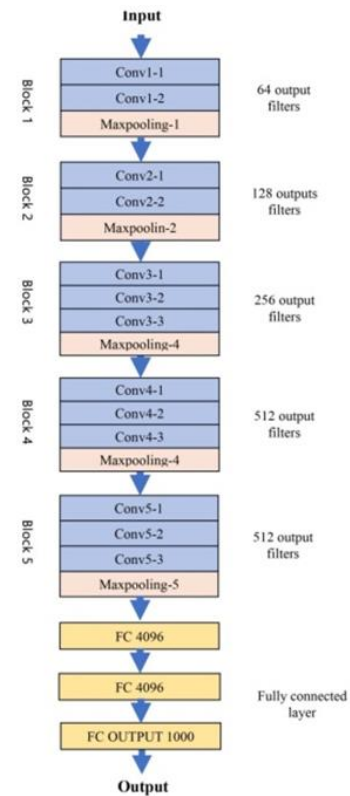 Input
Block 1
Conv1-1
Conv1-2
Maxpooling-1
64 output
filters
Block 2
Conv2-1
Conv2-2
Maxpoolin-2
128 outputs
filters
Block 3
Conv3-1
Conv3-2
Conv3-3
Maxpooling-4
256 output
filters
Block 4
Conv4-1
Conv4-2
Conv4-3
Maxpooling-4
512 output
filters
Block 5
Conv5-1
Conv5-2
Conv5-3
Maxpooling-5
512 output
filters
FC 4096
FC 4096
FC OUTPUT 1000
Fully connected
layer
Output